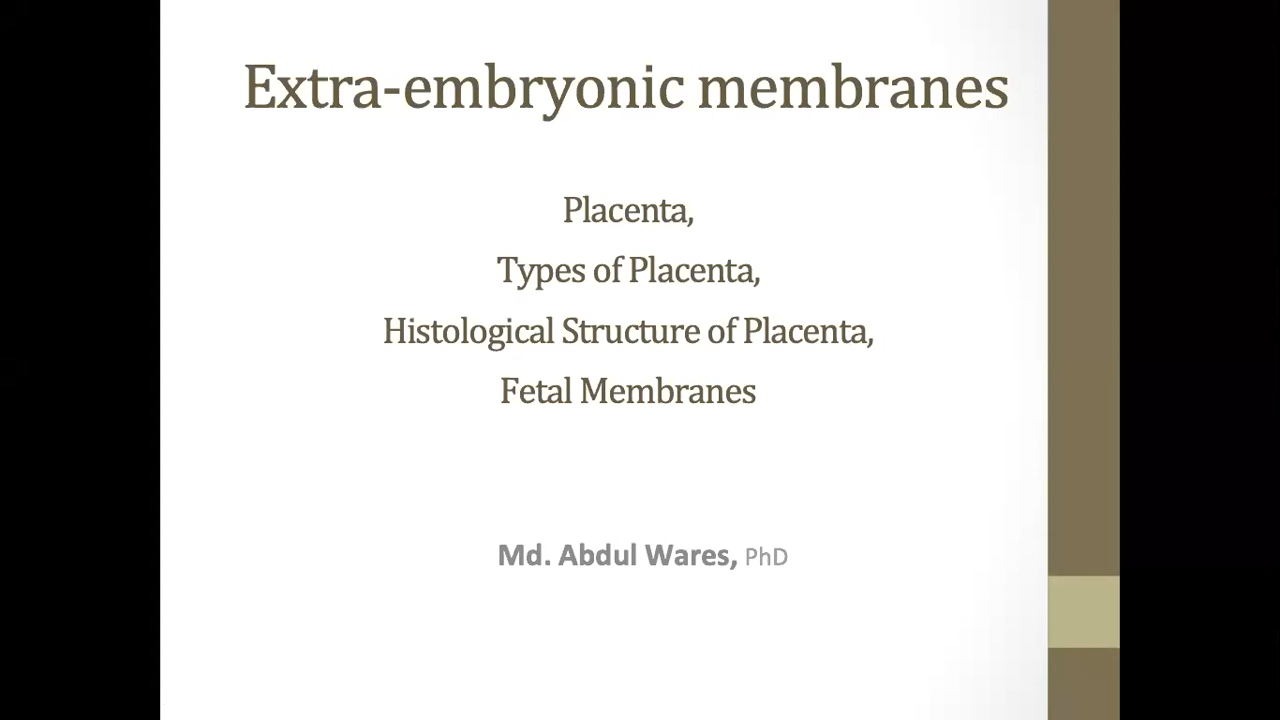 Extra-embryonic membranes
Placenta,
Types of Placenta,
Histological Structure of Placenta,
Fetal Membranes
Md. Abdul Wares, PhD